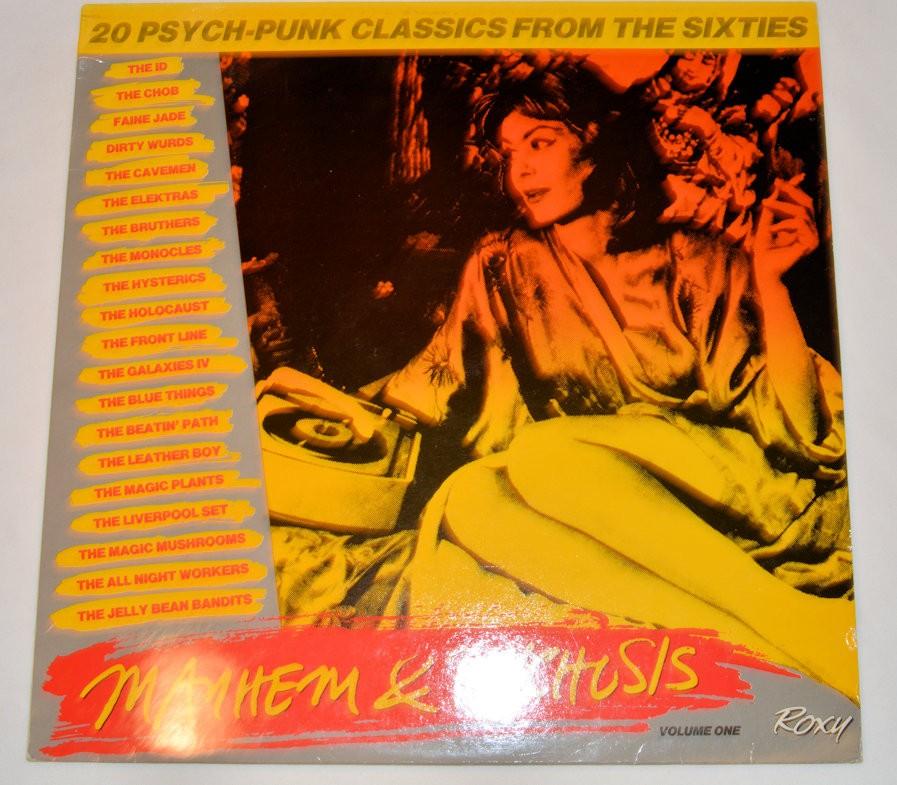 20 PSYCH-PUNK CLASSICS FROM THE SIXTIES
THE ID
THE CHOB
FAINE JADE
DIRTY WURDS
THE CAVEMEN
THE ELEKTRAS
THE BRUTHERS
THE MONOCLES
THE HYSTERICS
THE HOLOCAUST
THE FRONT LINE
THE GALAXIES IV
THE BLUE THINGS
THE BEATIN' PATH
THE LEATHER BOY
THE MAGIC PLANTS
THE LIVERPOOL SET
THE MAGIC MUSHROOMS
THE ALL NIGHT WORKERS
THE JELLY BEAN BANDITS
MAYHEM &
VOLUME ONE
Roxy